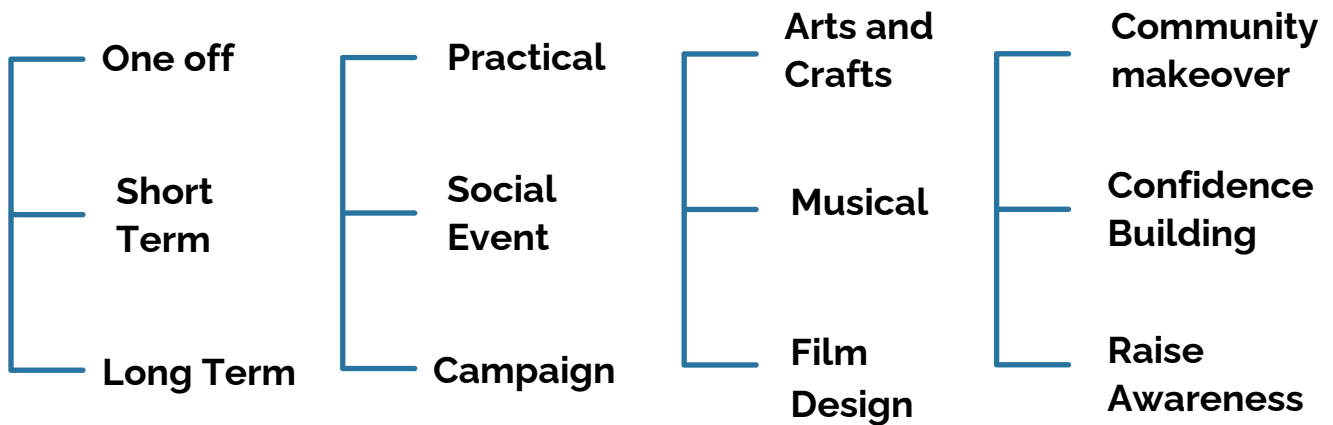 One off
Short
Term
Long Term
Practical
Social
Event
Campaign
Arts and
Crafts
Musical
Film
Design
Community
makeover
Confidence
Building
Raise
Awareness